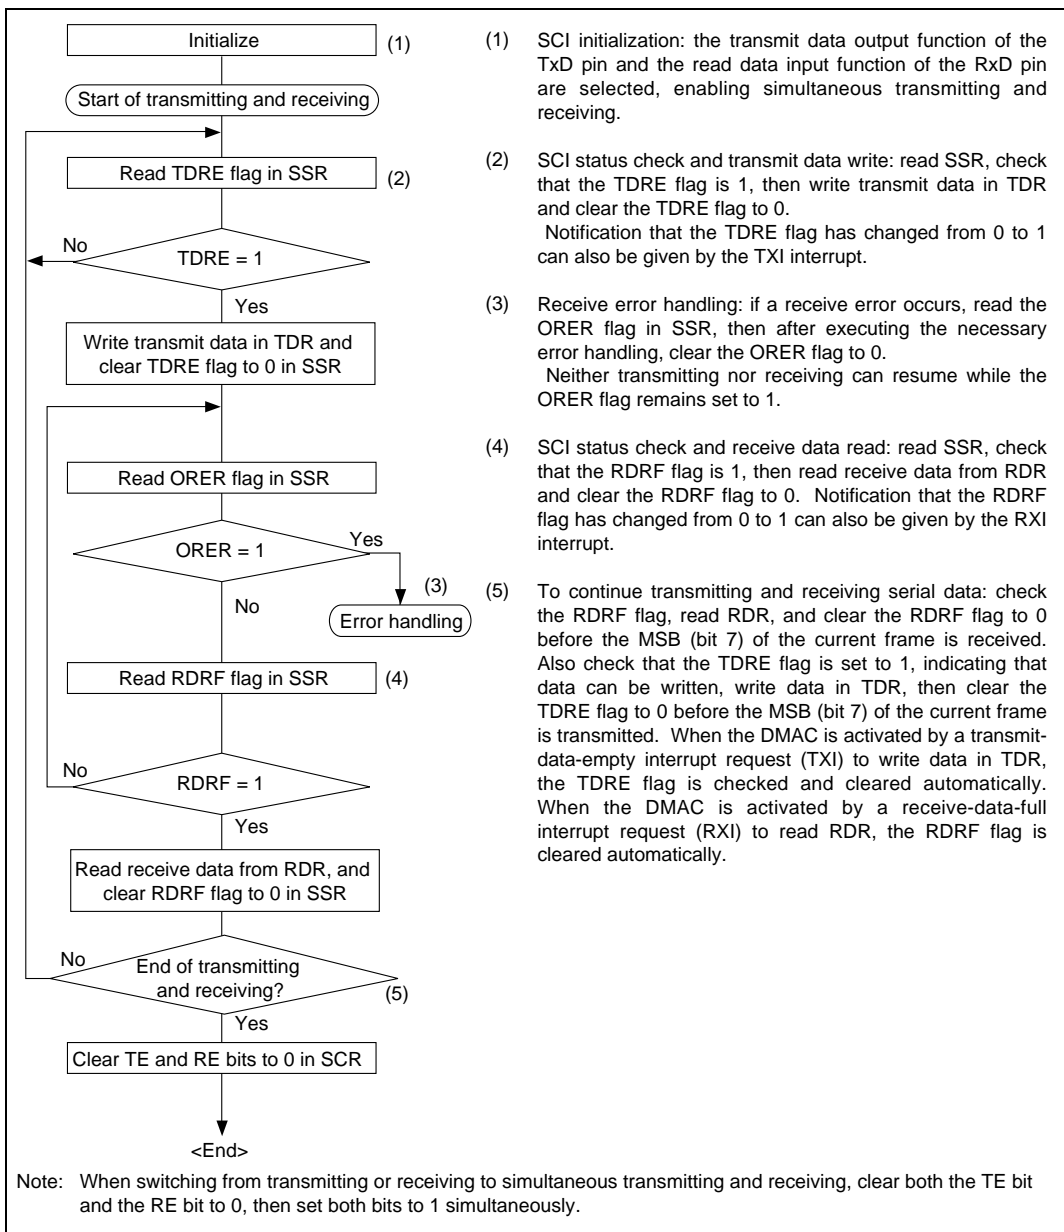 Initialize
(1)
Start of transmitting and receiving
Read TDRE flag in SSR
(2)
No
TDRE = 1
Yes
Write transmit data in TDR and
clear TDRE flag to 0 in SSR
Read ORER flag in SSR
ORER = 1
Yes
No
(3)
Error handling
Read RDRF flag in SSR
(4)
No
RDRF = 1
Yes
Read receive data from RDR, and
clear RDRF flag to 0 in SSR
No
End of transmitting
and receiving?
(5)
Yes
Clear TE and RE bits to 0 in SCR
<End>
(1) SCI initialization: the transmit data output function of the
TxD pin and the read data input function of the RxD pin
are selected, enabling simultaneous transmitting and
receiving.
(2) SCI status check and transmit data write: read SSR, check
that the TDRE flag is 1, then write transmit data in TDR
and clear the TDRE flag to 0.
Notification that the TDRE flag has changed from 0 to 1
can also be given by the TXI interrupt.
(3) Receive error handling: if a receive error occurs, read the
ORER flag in SSR, then after executing the necessary
error handling, clear the ORER flag to 0.
Neither transmitting nor receiving can resume while the
ORER flag remains set to 1.
(4) SCI status check and receive data read: read SSR, check
that the RDRF flag is 1, then read receive data from RDR
and clear the RDRF flag to 0. Notification that the RDRF
flag has changed from 0 to 1 can also be given by the RXI
interrupt.
(5) To continue transmitting and receiving serial data: check
the RDRF flag, read RDR, and clear the RDRF flag to 0
before the MSB (bit 7) of the current frame is received.
Also check that the TDRE flag is set to 1, indicating that
data can be written, write data in TDR, then clear the
TDRE flag to 0 before the MSB (bit 7) of the current frame
is transmitted. When the DMAC is activated by a transmit-
data-empty interrupt request (TXI) to write data in TDR,
the TDRE flag is checked and cleared automatically.
When the DMAC is activated by a receive-data-full
interrupt request (RXI) to read RDR, the RDRF flag is
cleared automatically.
Note: When switching from transmitting or receiving to simultaneous transmitting and receiving, clear both the TE bit
and the RE bit to 0, then set both bits to 1 simultaneously.